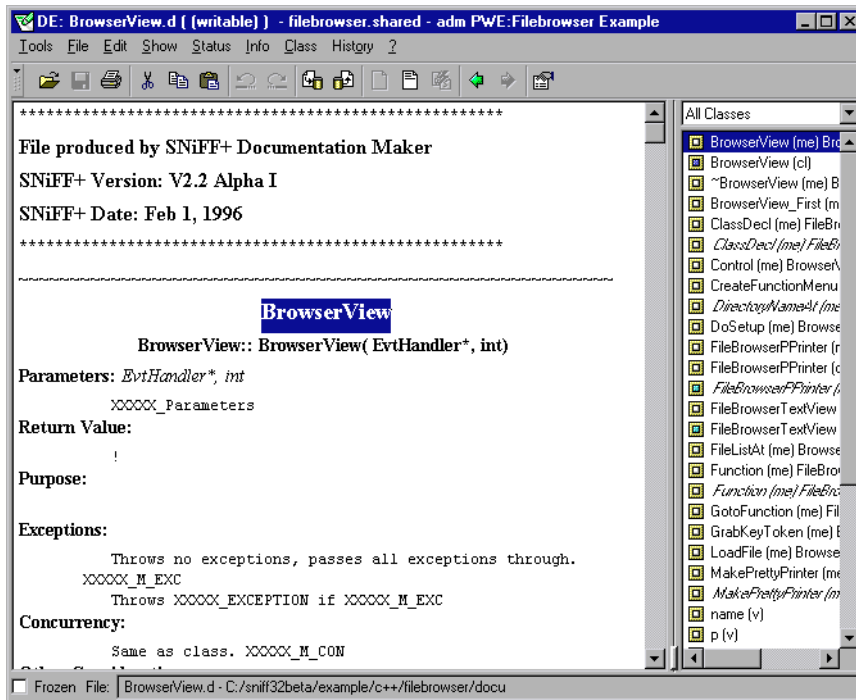 DE: BrowserView.d ( (writable) ) - filebrowser.shared - adm PWE:Filebrowser Example
Tools File Edit Show Status Info Class History ?
******************************************************
File produced by SNiFF+ Documentation Maker
SNiFF+ Version: V2.2 Alpha I
SNiFF+ Date: Feb 1, 1996
******************************************************
~~~~~~~~~~~~~~~~~~~~~~~~~~~~~~~~~~~~~~~~~~~~~~~~~~~~~~~~~~
BrowserView
BrowserView:: BrowserView( EvtHandler*, int)
Parameters: EvtHandler*, int
XXXXX_Parameters
Return Value:
!
Purpose:
Exceptions:
Throws no exceptions, passes all exceptions through.
XXXXX_M_EXC
Throws XXXXX_EXCEPTION if XXXXX_M_EXC
Concurrency:
Same as class. XXXXX_M_CON
All Classes
BrowserView (me) Bro
BrowserView (cl)
~BrowserView (me) B
BrowserView_First (m
ClassDecl (me) FileBr
ClassDecl (me) FileB
Control (me) Browser
CreateFunctionMenu
DirectoryNameAt (me
DoSetup (me) Browse
FileBrowserPPrinter (
FileBrowserPPrinter (
FileBrowserPPrinter (
FileBrowserTextView
FileBrowserTextView
FileListAt (me) Browse
Function (me) FileBro
Function (me) FileBro
GotoFunction (me) Fil
GrabKeyToken (me)
LoadFile (me) Browse
MakePrettyPrinter (me
MakePrettyPrinter (m
name (v)
p (v)
Frozen File: BrowserView.d - C:/sniff32beta/example/c++/filebrowser/docu